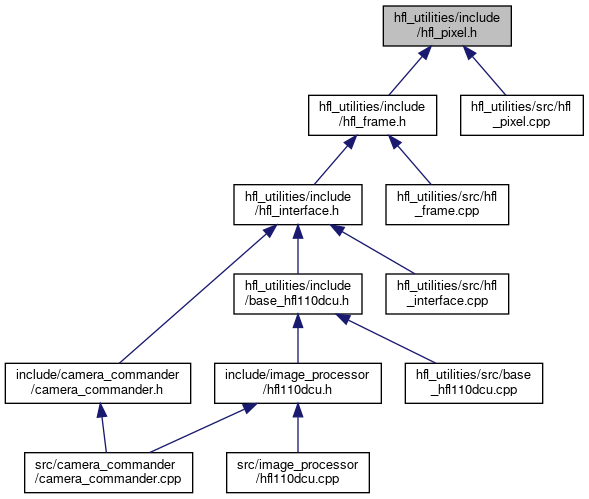 hfl_utilities/include
/hfl_pixel.h
hfl_utilities/include
/hfl_frame.h
hfl_utilities/src/hfl
_pixel.cpp
hfl_utilities/include
/hfl_interface.h
hfl_utilities/src/hfl
_frame.cpp
hfl_utilities/include
/base_hfl110dcu.h
hfl_utilities/src/hfl
_interface.cpp
include/camera_commander
/camera_commander.h
include/image_processor
/hfl110dcu.h
hfl_utilities/src/base
_hfl110dcu.cpp
src/camera_commander
/camera_commander.cpp
src/image_processor
/hfl110dcu.cpp